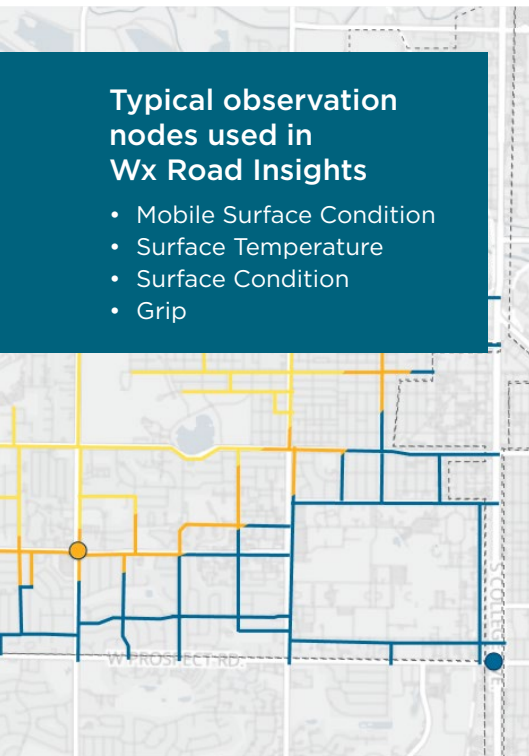 Typical observation
nodes used in
Wx Road Insights
• Mobile Surface Condition
• Surface Temperature
• Surface Condition
• Grip
W PROSPECT RD.